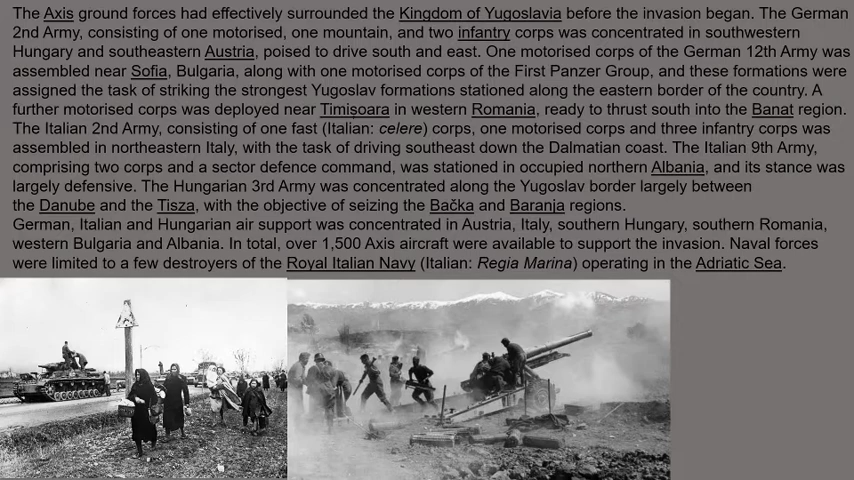 The Axis ground forces had effectively surrounded the Kingdom of Yugoslavia before the invasion began. The German
2nd Army, consisting of one motorised, one mountain, and two infantry corps was concentrated in southwestern
Hungary and southeastern Austria, poised to drive south and east. One motorised corps of the German 12th Army was
assembled near Sofia, Bulgaria, along with one motorised corps of the First Panzer Group, and these formations were
assigned the task of striking the strongest Yugoslav formations stationed along the eastern border of the country. A
further motorised corps was deployed near Timișoara in western Romania, ready to thrust south into the Banat region.
The Italian 2nd Army, consisting of one fast (Italian: celere) corps, one motorised corps and three infantry corps was
assembled in northeastern Italy, with the task of driving southeast down the Dalmatian coast. The Italian 9th Army,
comprising two corps and a sector defence command, was stationed in occupied northern Albania, and its stance was
largely defensive. The Hungarian 3rd Army was concentrated along the Yugoslav border largely between
the Danube and the Tisza, with the objective of seizing the Bačka and Baranja regions.
German, Italian and Hungarian air support was concentrated in Austria, Italy, southern Hungary, southern Romania,
western Bulgaria and Albania. In total, over 1,500 Axis aircraft were available to support the invasion. Naval forces
were limited to a few destroyers of the Royal Italian Navy (Italian: Regia Marina) operating in the Adriatic Sea.